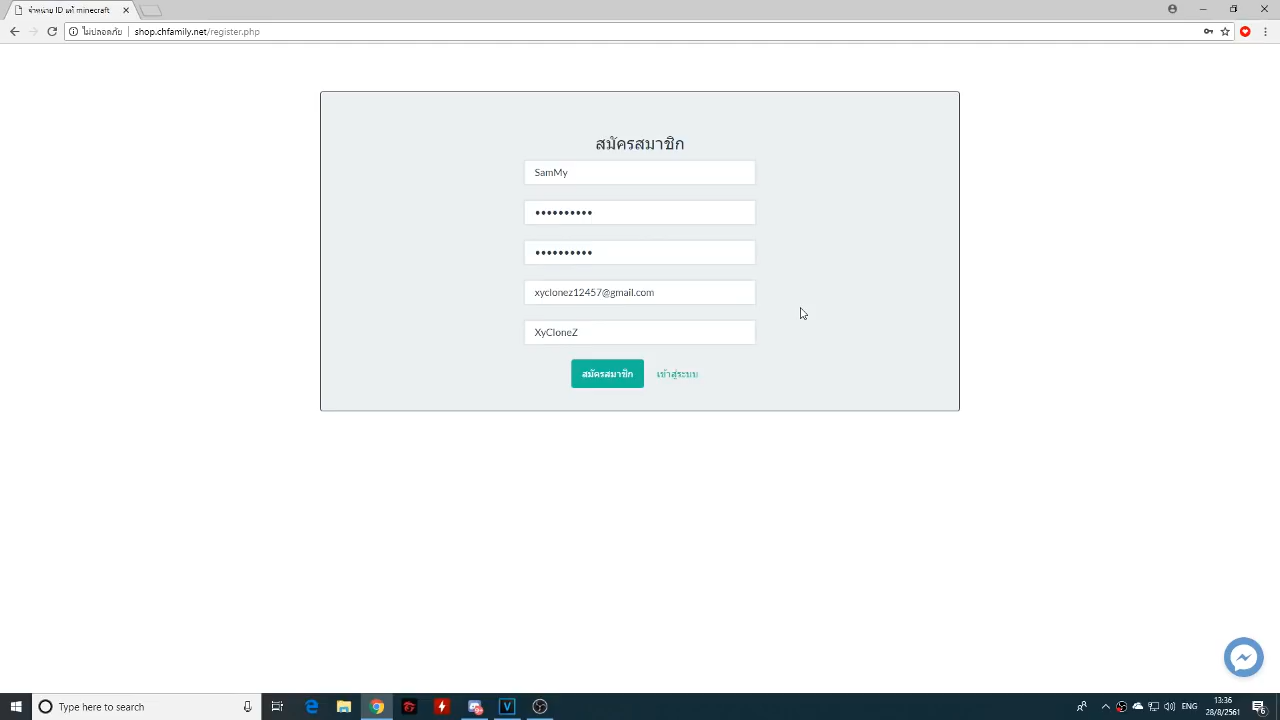 จำหน่าย ID แท้ minecraft
ไม่ปลอดภัย shop.chfamily.net/register.php
สมัครสมาชิก
SamMy
••••••••••
••••••••••
xyclonez12457@gmail.com
XyCloneZ
สมัครสมาชิก เข้าสู่ระบบ
Type here to search
ENG
13:36
28/8/2561